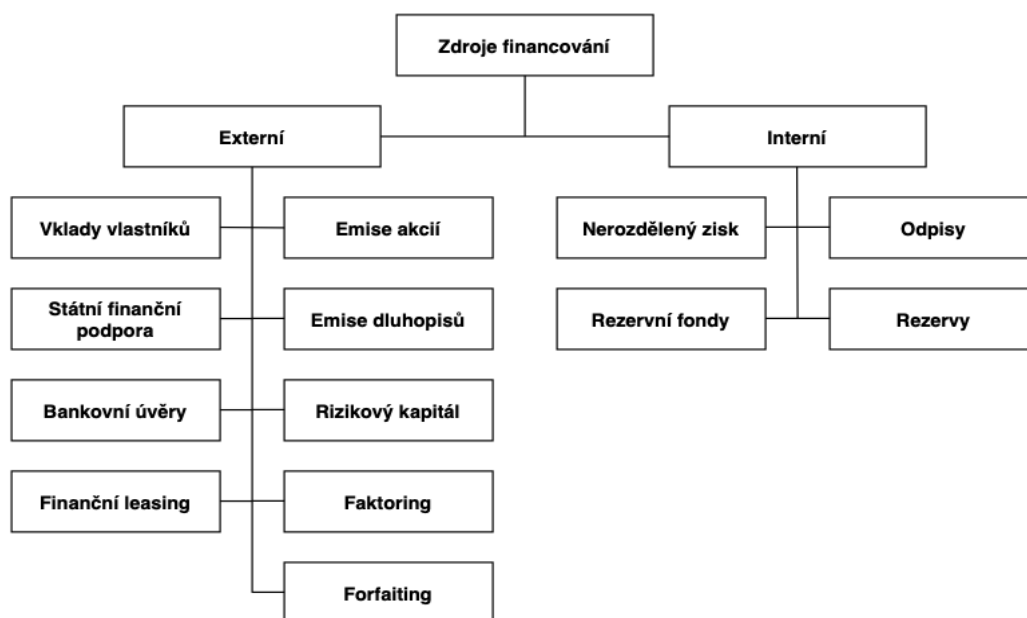 Zdroje financování
Externí
Interní
Vklady vlastníků
Emise akcií
Nerozdělený zisk
Odpisy
Státní finanční
podpora
Emise dluhopisů
Rezervní fondy
Rezervy
Bankovní úvěry
Rizikový kapitál
Finanční leasing
Faktoring
Forfaiting